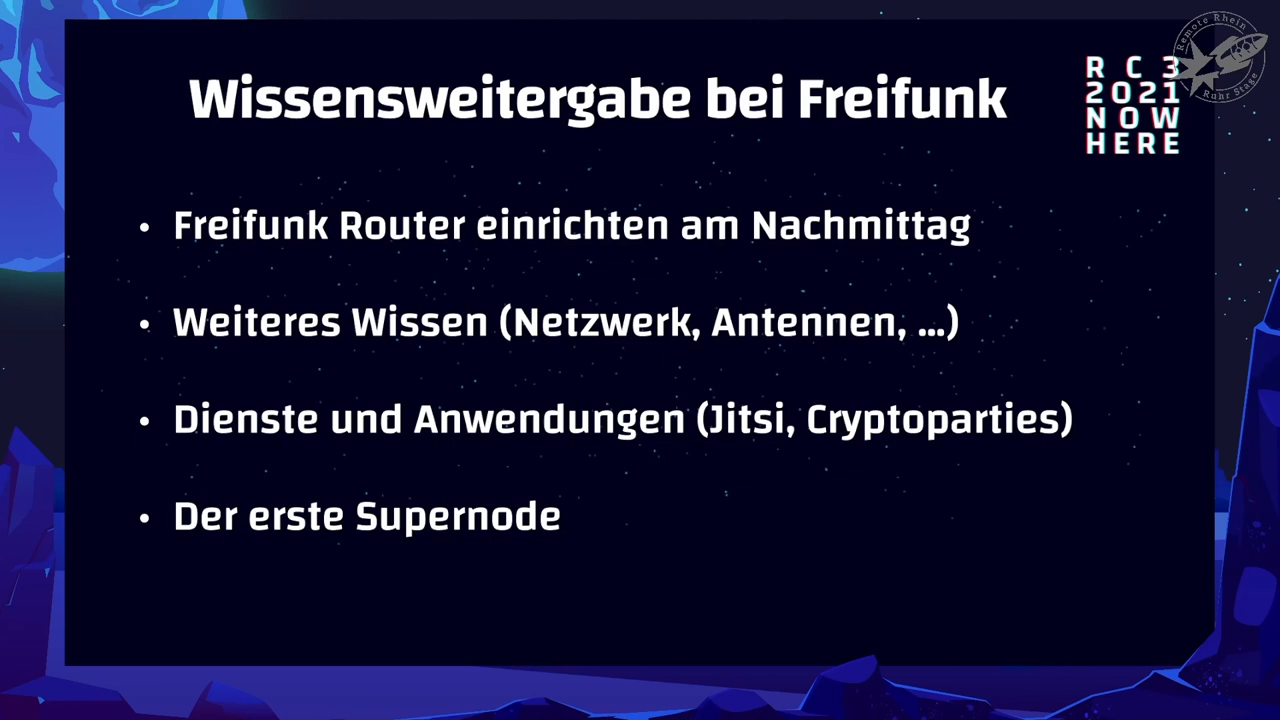 Wissensweitergabe bei Freifunk
RC3
2021
NOW
HERE
Remote Rhein
Ruhr Stage
• Freifunk Router einrichten am Nachmittag
• Weiteres Wissen (Netzwerk, Antennen, ...)
• Dienste und Anwendungen (Jitsi, Cryptoparties)
• Der erste Supernode